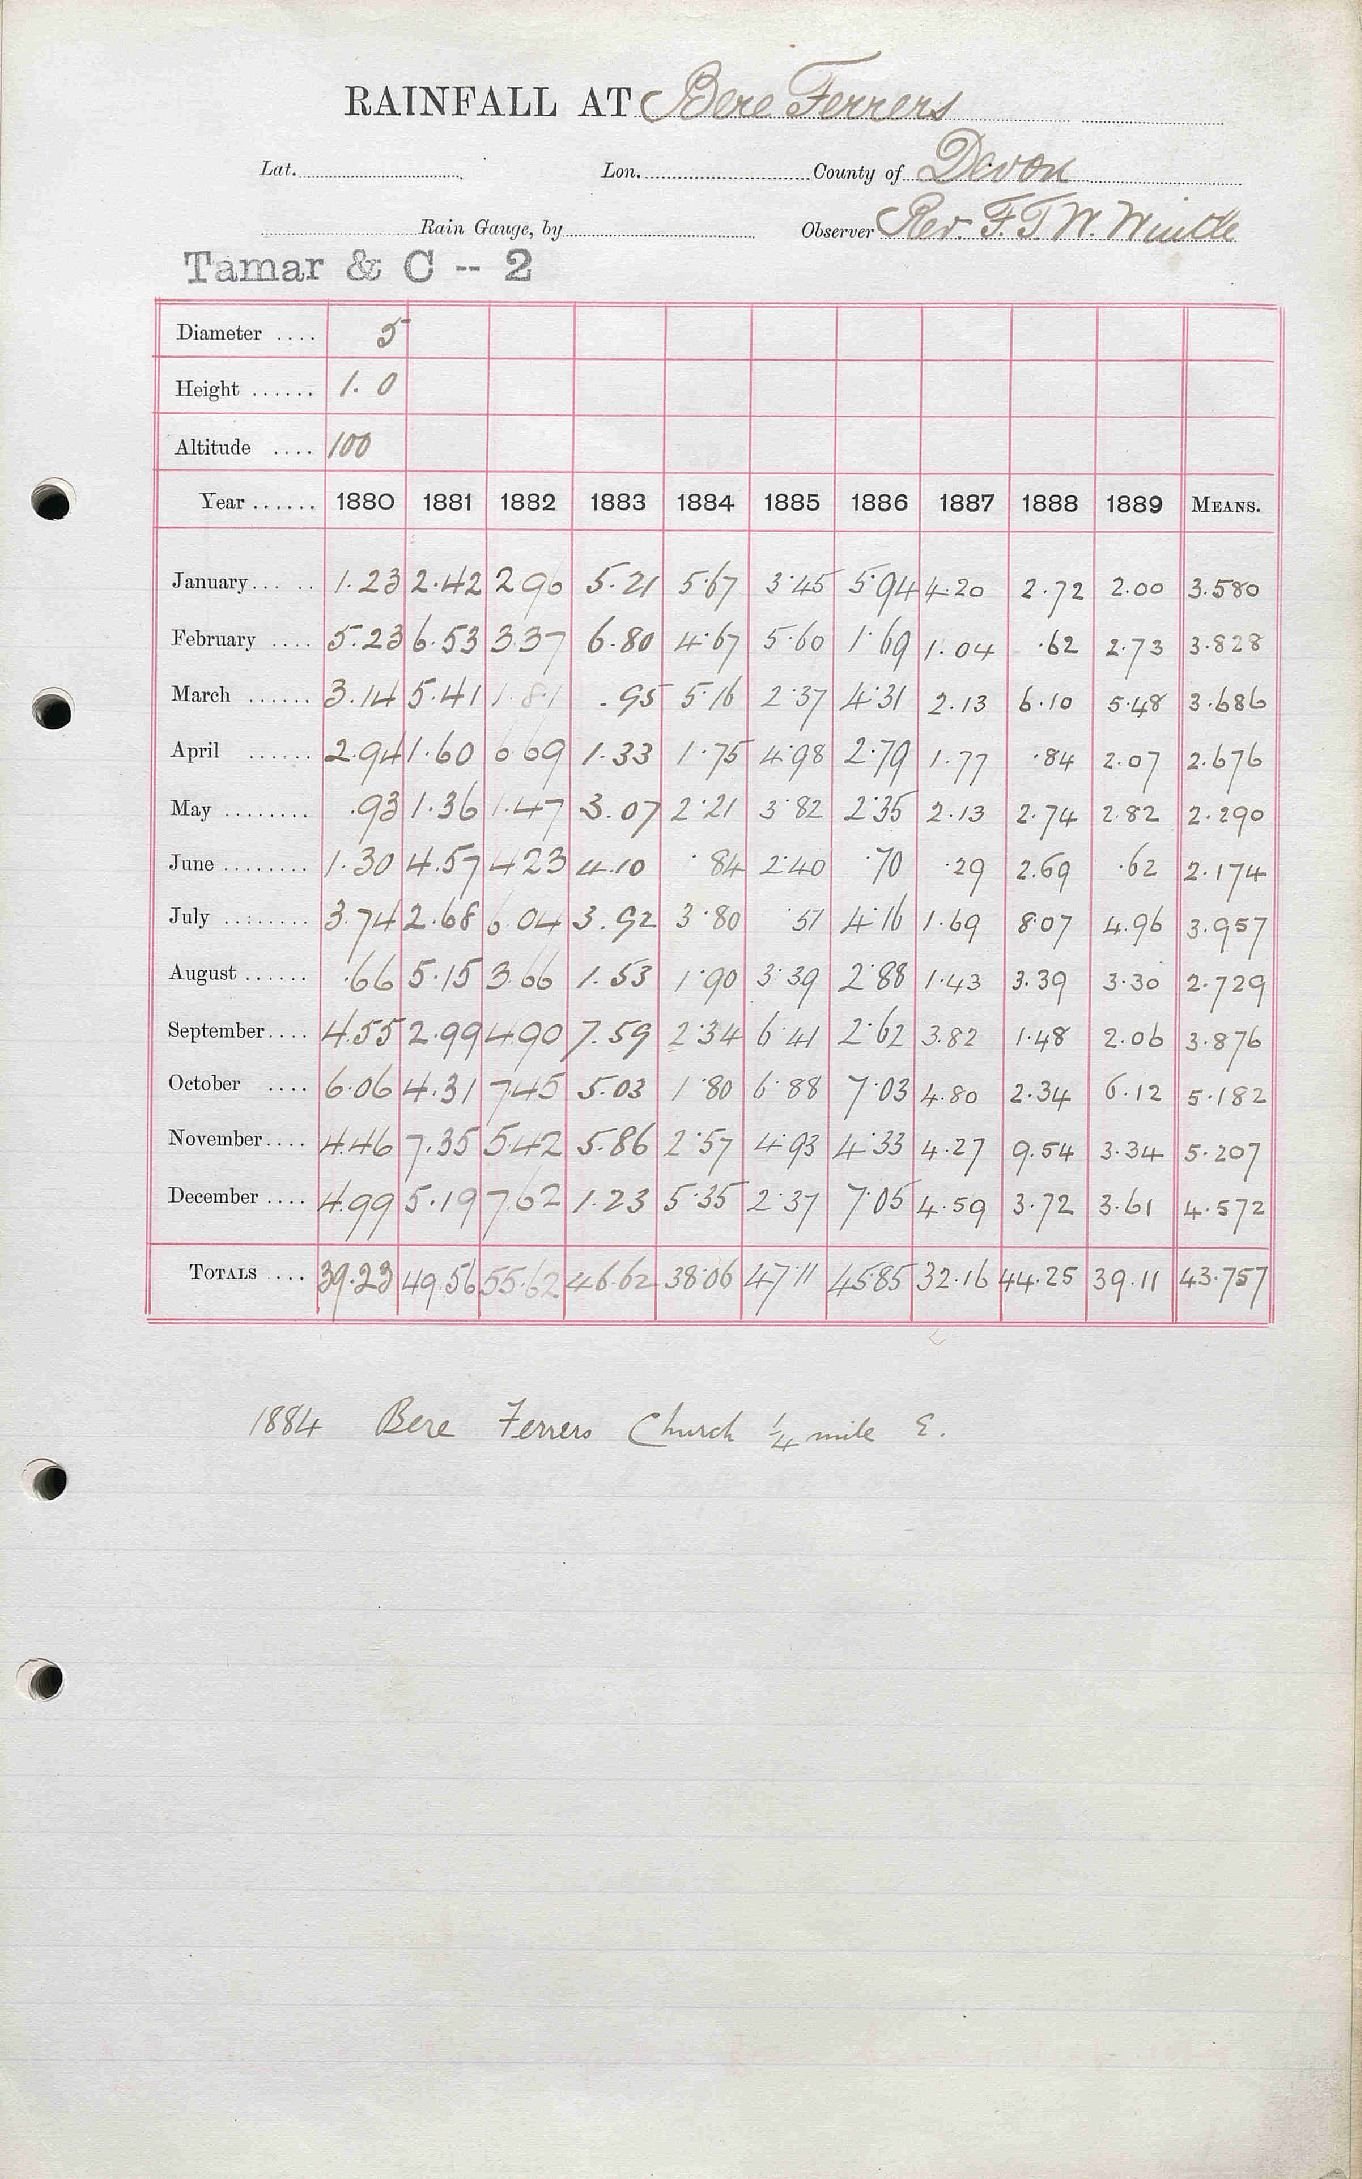 RAINFALL AT Bere Ferrers
Lat. Lon. County of Devon
Rain Gauge, by Observer Rev. F. T. W. Wintle
Tamar & C -- 2
Diameter .... 5
Height ...... 1. 0
Altitude .... 100
Year ...... 1880 1881 1882 1883 1884 1885 1886 1887 1888 1889 MEANS.
January... .. 1.23 2.42 2.90 5.21 5.67 3.45 5.94 4.20 2.72 2.00 3.580
February .... 5.23 6.53 3.37 6.80 4.67 5.60 1.69 1.04 .62 2.73 3.828
March ...... 3.14 5.41 1.81 .95 5.16 2.37 4.31 2.13 6.10 5.48 3.686
April ...... 2.94 1.60 6.69 1.33 1.75 4.98 2.79 1.77 .84 2.07 2.676
May ........ .93 1.36 1.47 3.07 2.21 3.82 2.35 2.13 2.74 2.82 2.290
June ........ 1.30 4.57 4.23 4.10 .84 2.40 .70 .29 2.69 .62 2.174
July ........ 3.74 2.68 6.04 3.92 3.80 .51 4.16 1.69 8.07 4.96 3.957
August ...... .66 5.15 3.66 1.53 1.90 3.39 2.88 1.43 3.39 3.30 2.729
September.... 4.55 2.99 4.90 7.59 2.34 6.41 2.62 3.82 1.48 2.06 3.876
October .... 6.06 4.31 7.45 5.03 1.80 6.88 7.03 4.80 2.34 6.12 5.182
November.... 4.46 7.35 5.42 5.86 2.57 4.93 4.33 4.27 9.54 3.34 5.207
December .... 4.99 5.19 7.62 1.23 5.35 2.37 7.05 4.59 3.72 3.61 4.572
TOTALS .... 39.23 49.56 55.62 46.62 38.06 47.11 45.85 32.16 44.25 39.11 43.757
1884 Bere Ferrers Church 1/4 mile E.